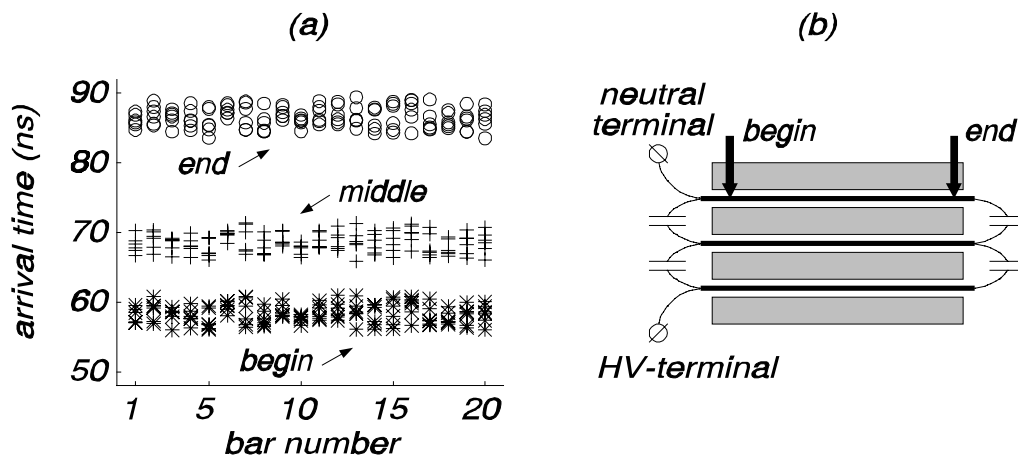 (a)
arrival time (ns)
90
80
70
60
50
end
middle
begin
1
5
10
15
20
bar number
(b)
neutral
terminal
begin
end
HV-terminal